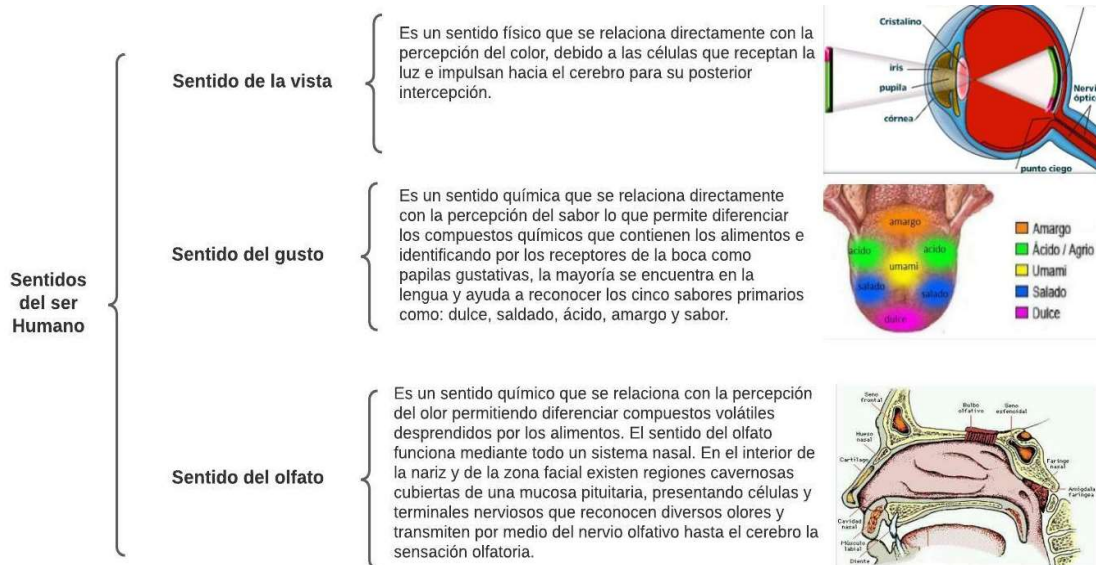 Sentidos
del ser
Humano
Sentido de la vista
Es un sentido físico que se relaciona directamente con la
percepción del color, debido a las células que receptan la
luz e impulsan hacia el cerebro para su posterior
intercepción.
Cristalino
iris
pupila
córnea
Nervio
óptico
punto ciego
Sentido del gusto
Es un sentido química que se relaciona directamente
con la percepción del sabor lo que permite diferenciar
los compuestos químicos que contienen los alimentos e
identificando por los receptores de la boca como
papilas gustativas, la mayoría se encuentra en la
lengua y ayuda a reconocer los cinco sabores primarios
como: dulce, saldado, ácido, amargo y sabor.
amargo
acido
acido
umami
salado
salado
dulce
Amargo
Ácido / Agrio
Umami
Salado
Dulce
Sentido del olfato
Es un sentido químico que se relaciona con la percepción
del olor permitiendo diferenciar compuestos volátiles
desprendidos por los alimentos. El sentido del olfato
funciona mediante todo un sistema nasal. En el interior de
la nariz y de la zona facial existen regiones cavernosas
cubiertas de una mucosa pituitaria, presentando células y
terminales nerviosos que reconocen diversos olores y
transmiten por medio del nervio olfativo hasta el cerebro la
sensación olfatoria.
Seno
frontal
Hueso
nasal
Cartílago
Cavidad
nasal
Músculo
labial
Diente
Bulbo
olfativo
Seno
esfenoidal
Faringe
nasal
Amígdala
faríngea